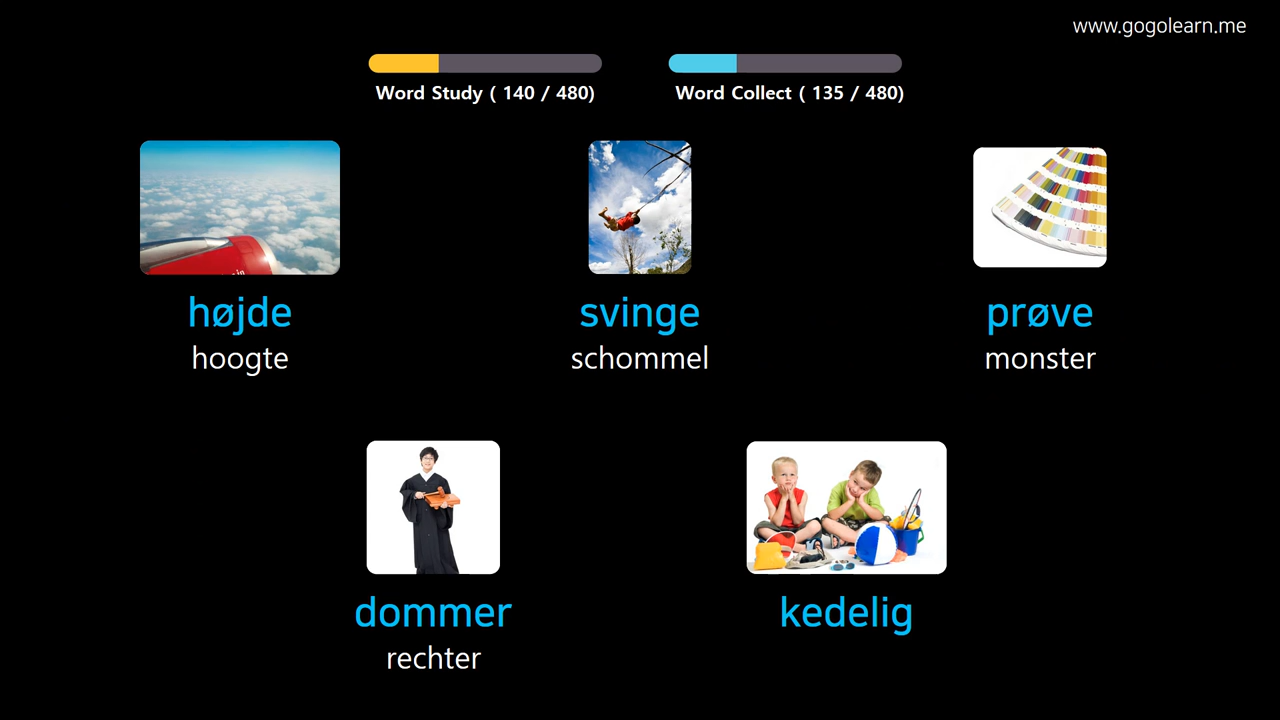 www.gogolearn.me
Word Study ( 140 / 480)
Word Collect ( 135 / 480)
højde
svinge
prøve
hoogte
schommel
monster
dommer
kedelig
rechter